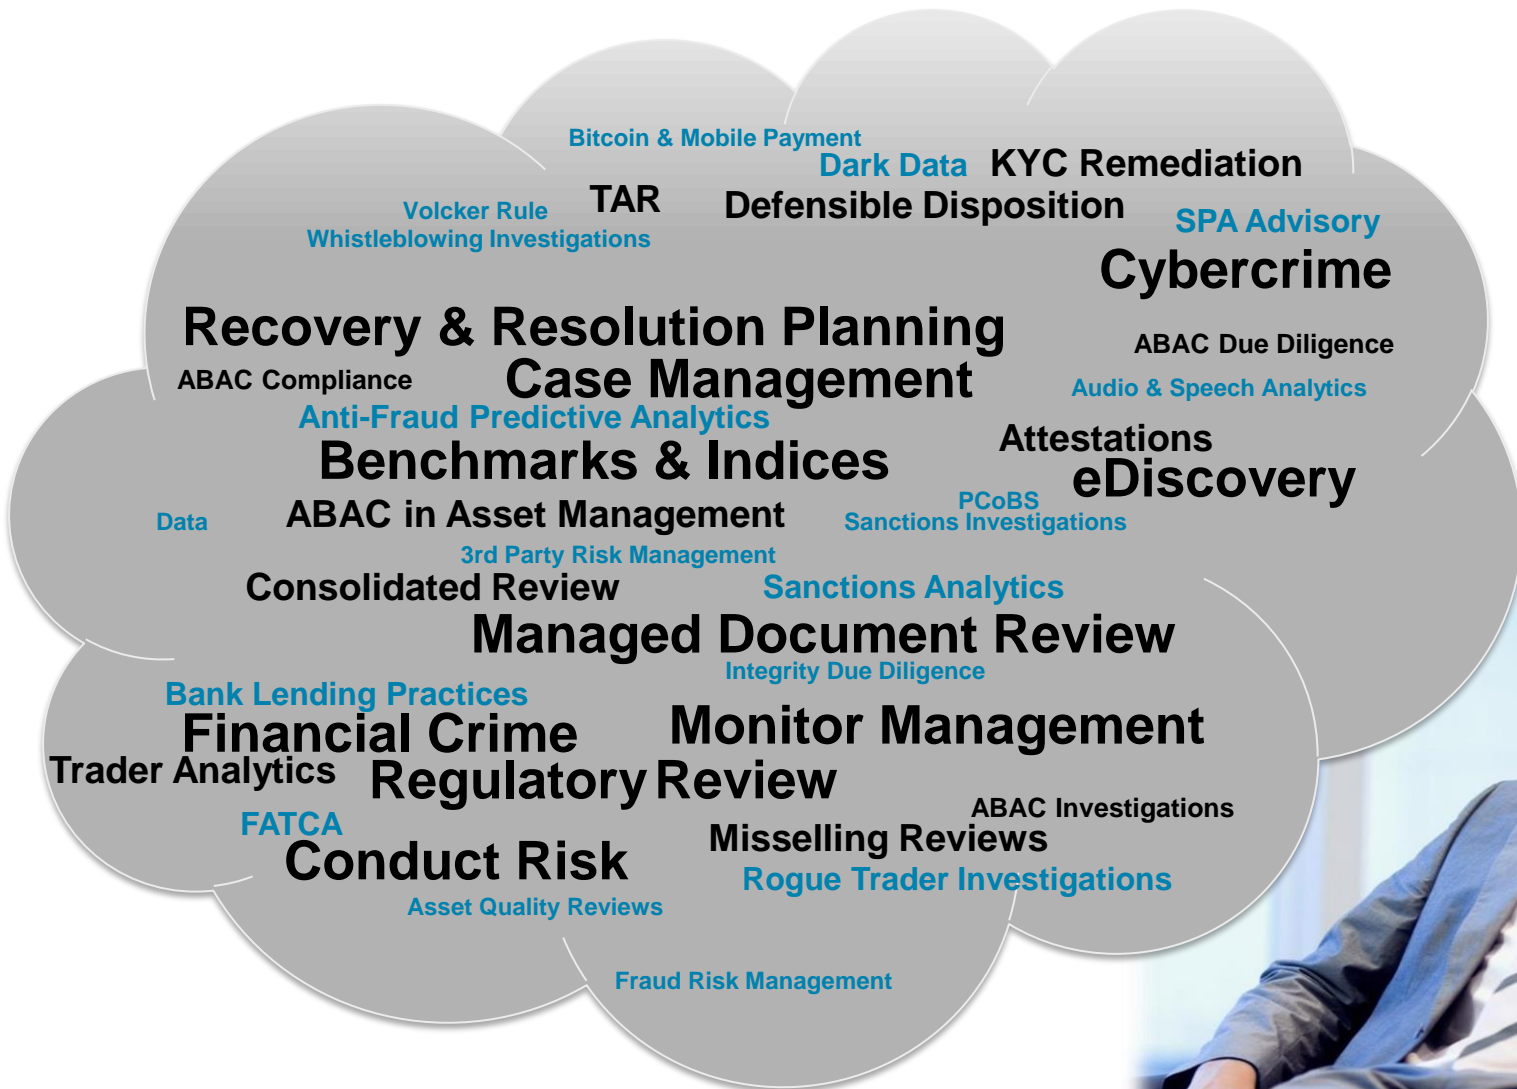 Bitcoin & Mobile Payment
Dark Data
KYC Remediation
TAR
Defensible Disposition
Volcker Rule
SPA Advisory
Whistleblowing Investigations
Cybercrime
Recovery & Resolution Planning
ABAC Due Diligence
ABAC Compliance
Case Management
Audio & Speech Analytics
Anti-Fraud Predictive Analytics
Attestations
Benchmarks & Indices
eDiscovery
PCoBS
ABAC in Asset Management
Data
Sanctions Investigations
3rd Party Risk Management
Consolidated Review
Sanctions Analytics
Managed Document Review
Integrity Due Diligence
Bank Lending Practices
Financial Crime
Monitor Management
Trader Analytics
Regulatory Review
ABAC Investigations
FATCA
Misselling Reviews
Conduct Risk
Rogue Trader Investigations
Asset Quality Reviews
Fraud Risk Management